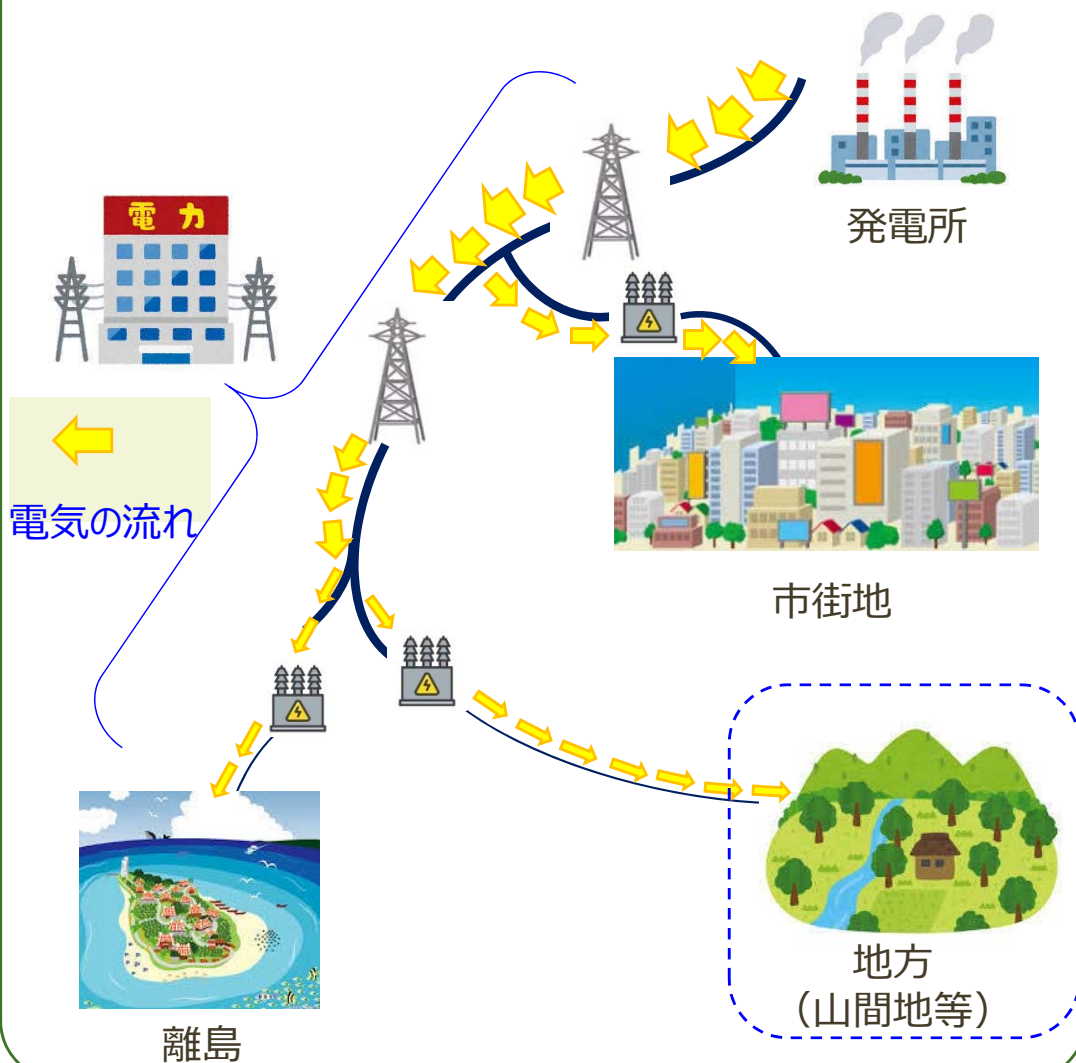 発電所
電力
電気の流れ
市街地
地方
（山間地等）
離島